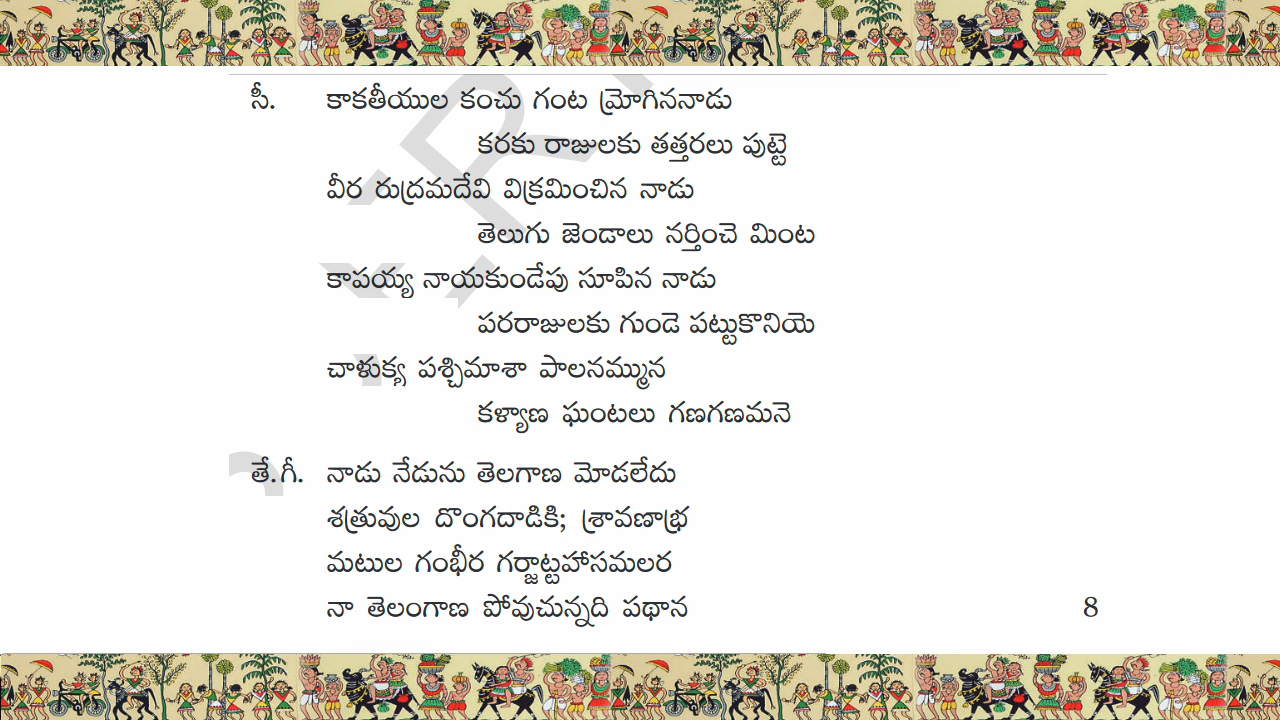 సీ. కాకతీయుల కంచు గంట మ్రోగిననాడు
కరకు రాజులకు తత్తరలు పుట్టె
వీర రుద్రమదేవి విక్రమించిన నాడు
తెలుగు జెండాలు నర్తించె మింట
కాపయ్య నాయకుండేపు సూపిన నాడు
పరరాజులకు గుండె పట్టుకొనియె
చాళుక్య పశ్చిమాశా పాలనమ్మున
కళ్యాణ ఘంటలు గణగణమనె
తే.గీ. నాడు నేడును తెలగాణ మోడలేదు
శత్రువుల దొంగదాడికి; శ్రావణాభ్ర
మటుల గంభీర గర్జాట్టహాసమలర
నా తెలంగాణ పోవుచున్నది పథాన 8